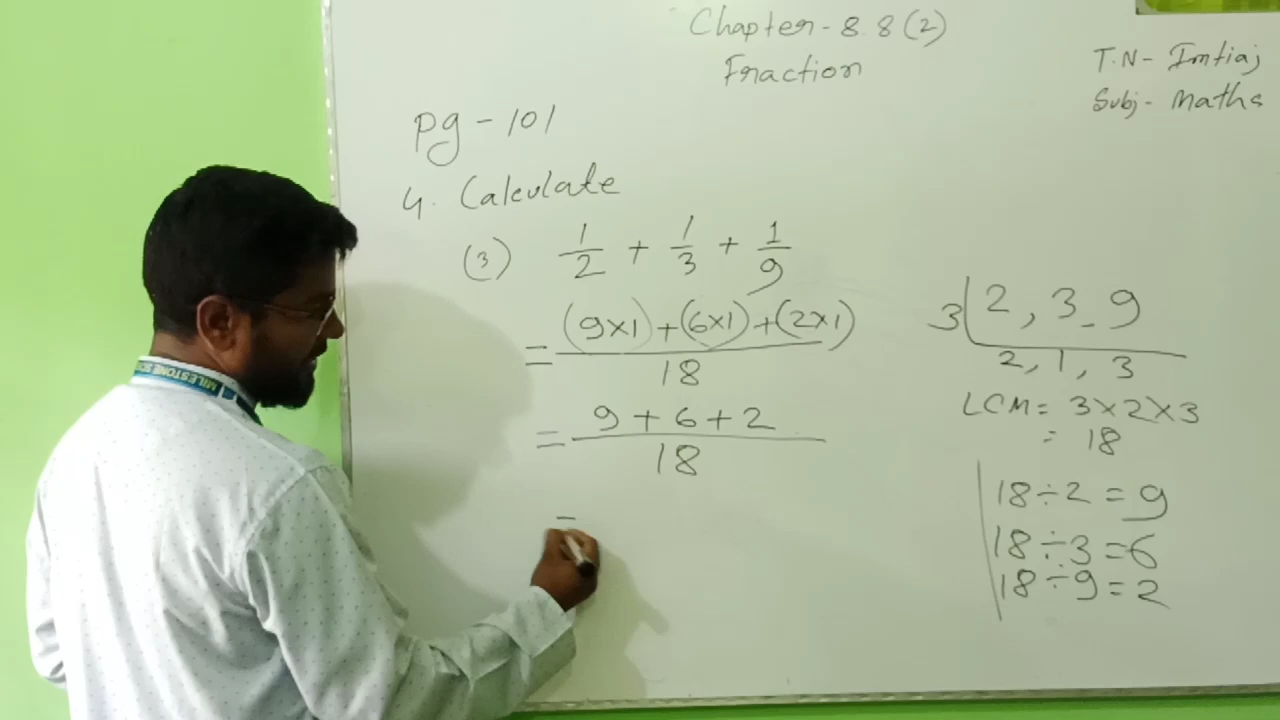 Chapter - 8.8 (2)
Fraction
T.N - Imtiaj
Subj - Maths
pg - 101
4. Calculate
(3) 1/2 + 1/3 + 1/9
= (9×1) + (6×1) + (2×1) / 18
= 9 + 6 + 2 / 18
=
3 2, 3 - 9
2, 1, 3
LCM = 3×2×3
= 18
18 ÷ 2 = 9
18 ÷ 3 = 6
18 ÷ 9 = 2
MILESTONE